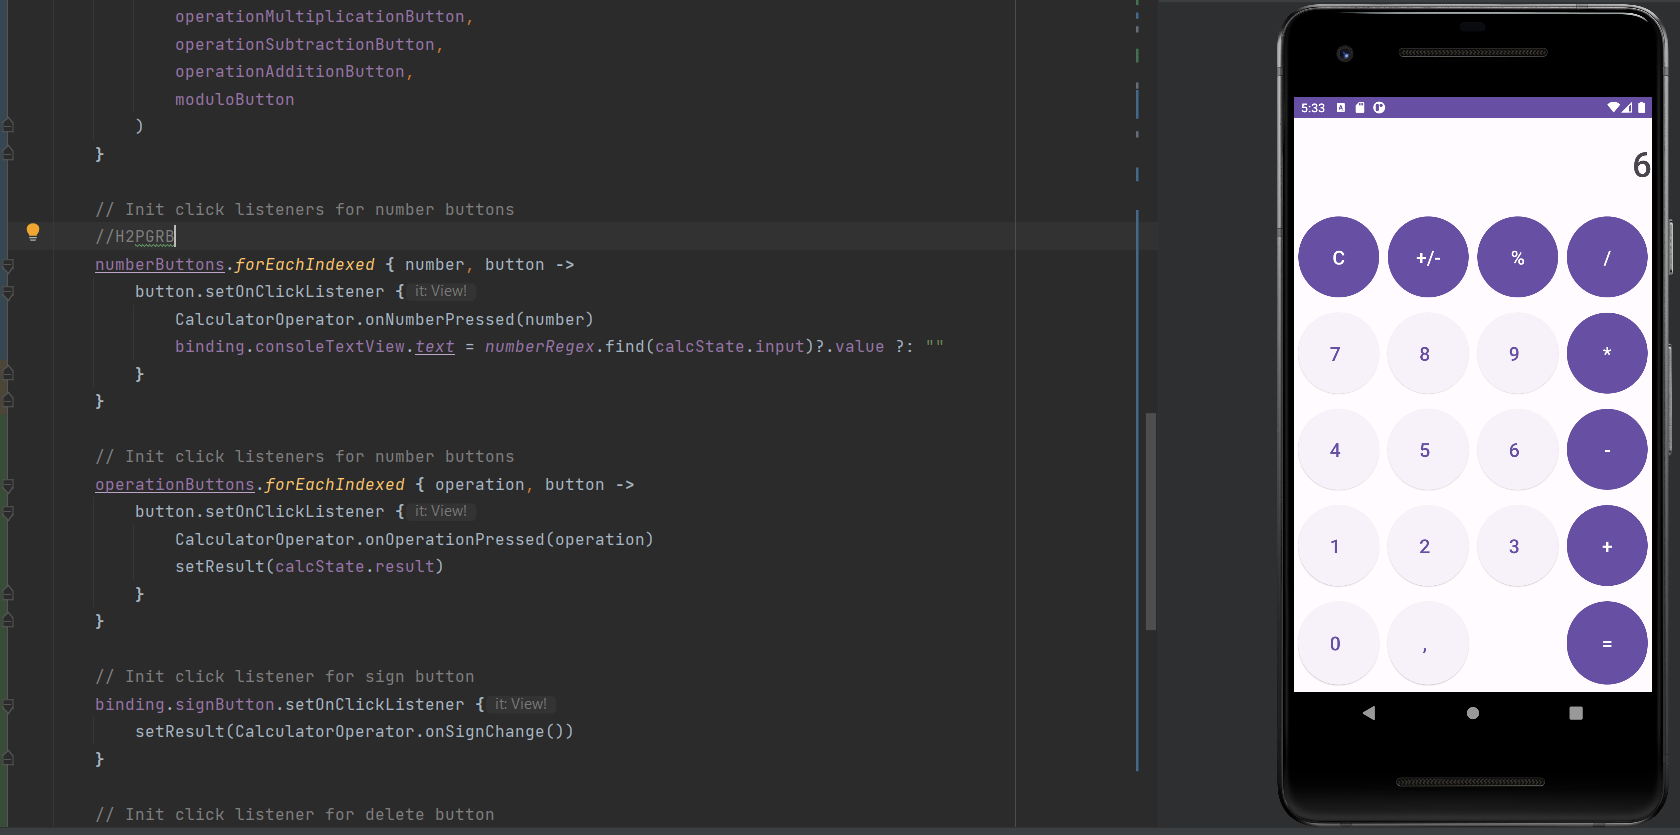 operationMultiplicationButton,
operationSubtractionButton,
operationAdditionButton,
moduloButton
)
}
// Init click listeners for number buttons
//H2PGRB
numberButtons.forEachIndexed { number, button ->
button.setOnClickListener { it: View!
CalculatorOperator.onNumberPressed(number)
binding.consoleTextView.text = numberRegex.find(calcState.input)?.value ?: ""
}
}
// Init click listeners for number buttons
operationButtons.forEachIndexed { operation, button ->
button.setOnClickListener { it: View!
CalculatorOperator.onOperationPressed(operation)
setResult(calcState.result)
}
}
// Init click listener for sign button
binding.signButton.setOnClickListener { it: View!
setResult(CalculatorOperator.onSignChange())
}
// Init click listener for delete button
5:33
6
C +/- % /
7 8 9 *
4 5 6 -
1 2 3 +
0 , =